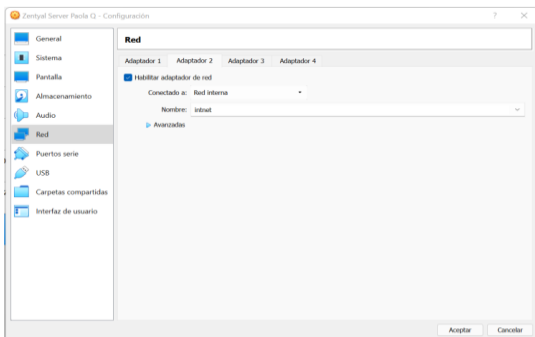 Zentyal Server Paola Q - Configuración
General
Sistema
Pantalla
Almacenamiento
Audio
Red
Puertos serie
USB
Carpetas compartidas
Interfaz de usuario
Red
Adaptador 1 Adaptador 2 Adaptador 3 Adaptador 4
Habilitar adaptador de red
Conectado a: Red interna
Nombre: intnet
Avanzadas
Aceptar Cancelar